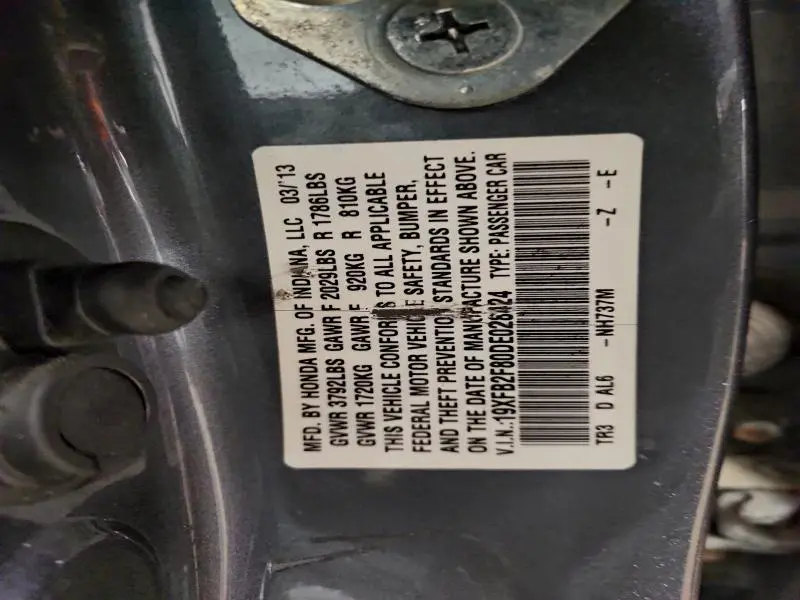 MFD. BY HONDA MFG. OF INDIANA, LLC 03/'13
GVWR 3792LBS GAWR F 2029LBS R 1786LBS
GVWR 1720KG GAWR F 920KG R 810KG
THIS VEHICLE CONFORMS TO ALL APPLICABLE
FEDERAL MOTOR VEHICLE SAFETY, BUMPER,
AND THEFT PREVENTION STANDARDS IN EFFECT
ON THE DATE OF MANUFACTURE SHOWN ABOVE.
V.I.N.: TYPE: PASSENGER CAR
TR3 D AL6 -NH737M -Z -E